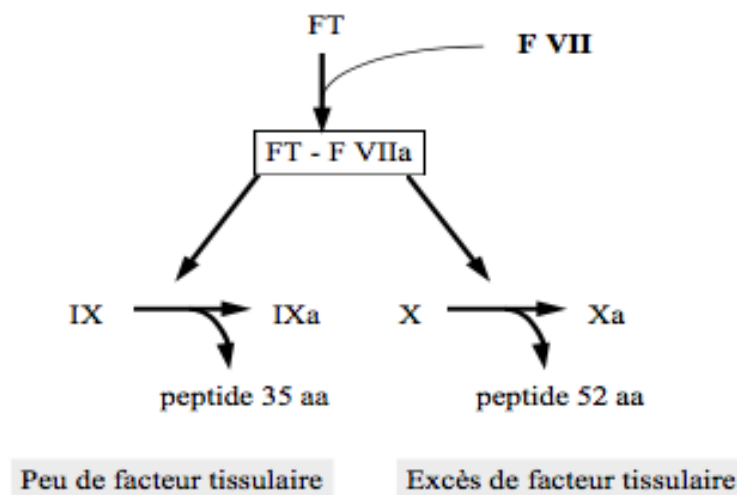 FT
F VII
FT - F VIIa
IX
IXa
X
Xa
peptide 35 aa
peptide 52 aa
Peu de facteur tissulaire
Excès de facteur tissulaire